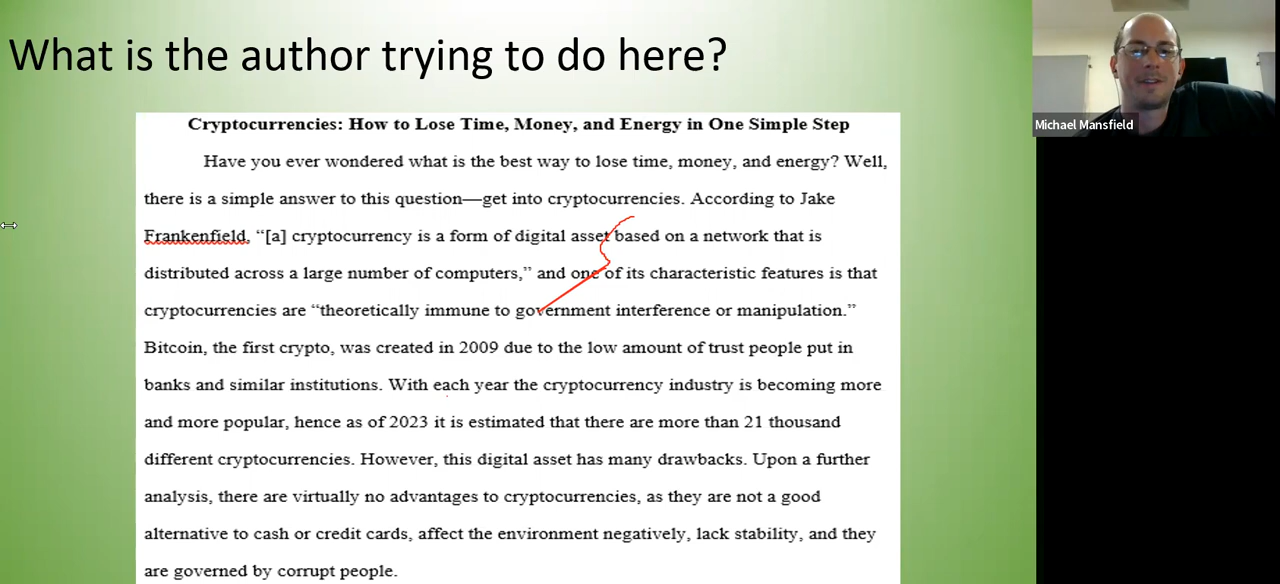 What is the author trying to do here?
Michael Mansfield
Cryptocurrencies: How to Lose Time, Money, and Energy in One Simple Step
Have you ever wondered what is the best way to lose time, money, and energy? Well,
there is a simple answer to this question—get into cryptocurrencies. According to Jake
Frankenfield, “[a] cryptocurrency is a form of digital asset based on a network that is
distributed across a large number of computers,” and one of its characteristic features is that
cryptocurrencies are “theoretically immune to government interference or manipulation.”
Bitcoin, the first crypto, was created in 2009 due to the low amount of trust people put in
banks and similar institutions. With each year the cryptocurrency industry is becoming more
and more popular, hence as of 2023 it is estimated that there are more than 21 thousand
different cryptocurrencies. However, this digital asset has many drawbacks. Upon a further
analysis, there are virtually no advantages to cryptocurrencies, as they are not a good
alternative to cash or credit cards, affect the environment negatively, lack stability, and they
are governed by corrupt people.